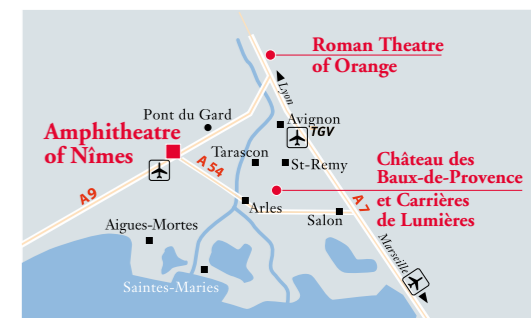 Roman Theatre
of Orange
Lyon
Pont du Gard
Avignon
TGV
Amphitheatre
of Nîmes
Tarascon
St-Remy
A 54
Château des
Baux-de-Provence
et Carrières
de Lumières
A 9
Arles
Salon
A 7
Aigues-Mortes
Marseille
Saintes-Maries